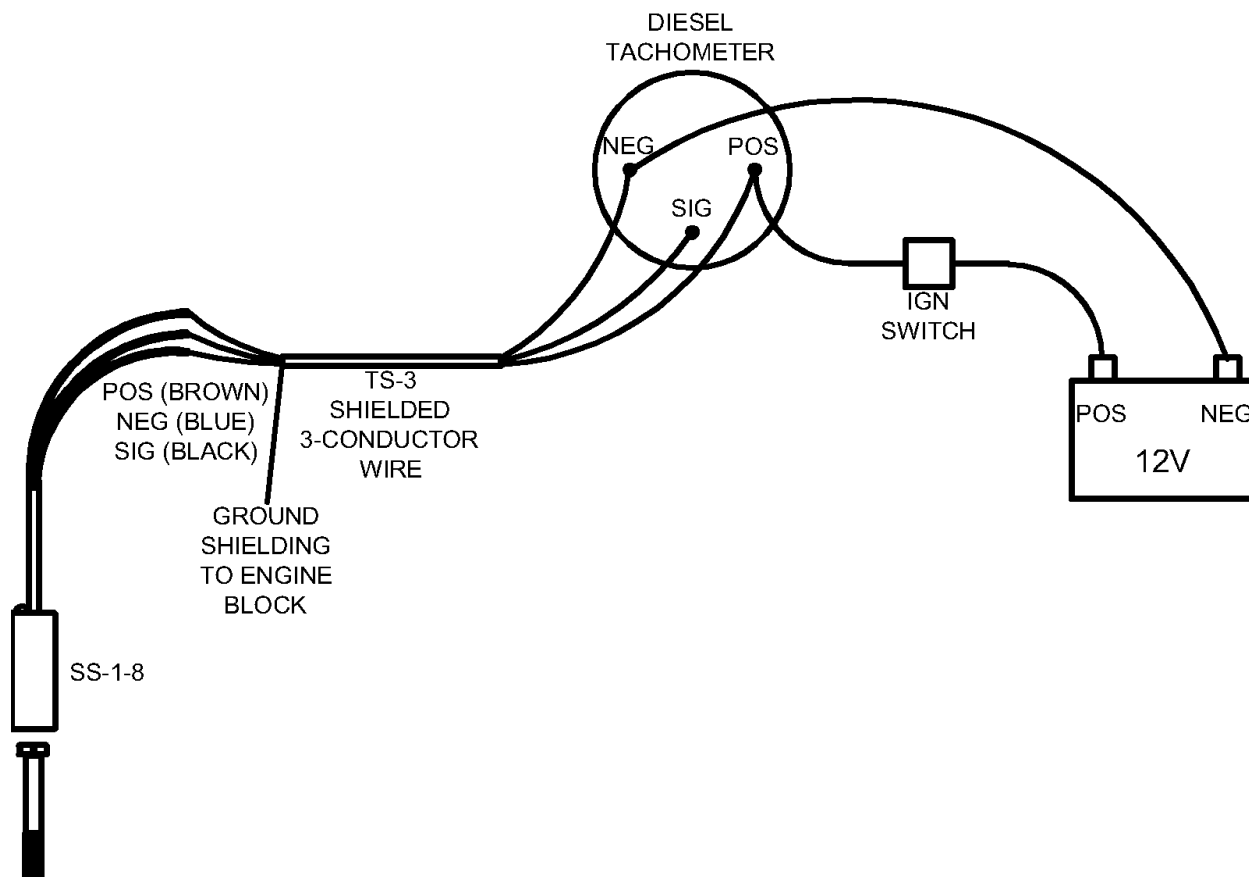 DIESEL
TACHOMETER
NEG
POS
SIG
IGN
SWITCH
POS
NEG
12V
TS-3
SHIELDED
3-CONDUCTOR
WIRE
POS (BROWN)
NEG (BLUE)
SIG (BLACK)
GROUND
SHIELDING
TO ENGINE
BLOCK
SS-1-8